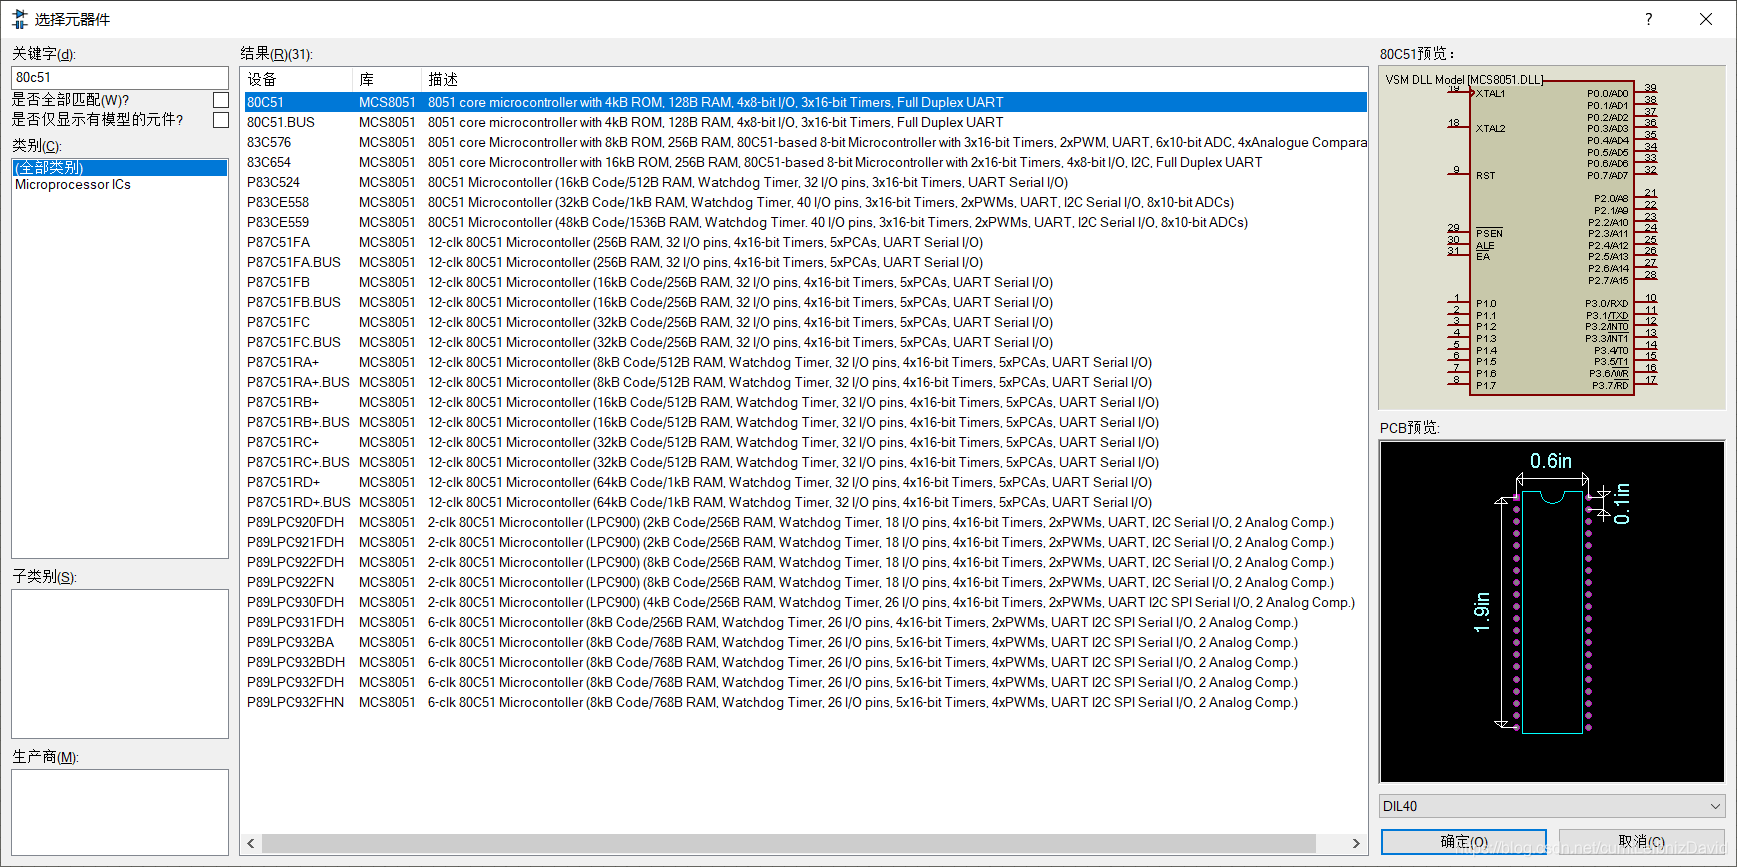 选择元器件
?
关键字(d):
80c51
是否全部匹配(W)?
是否仅显示有模型的元件?
类别(C):
(全部类别)
Microprocessor ICs
子类别(S):
生产商(M):
结果(R)(31):
设备 库 描述
80C51 MCS8051 8051 core microcontroller with 4kB ROM, 128B RAM, 4x8-bit I/O, 3x16-bit Timers, Full Duplex UART
80C51.BUS MCS8051 8051 core microcontroller with 4kB ROM, 128B RAM, 4x8-bit I/O, 3x16-bit Timers, Full Duplex UART
83C576 MCS8051 8051 core microcontroller with 8kB ROM, 256B RAM, 80C51-based 8-bit Microcontroller with 3x16-bit Timers, 2xPWM, UART, 6x10-bit ADC, 4xAnalogue Compara
83C654 MCS8051 8051 core microcontroller with 16kB ROM, 256B RAM, 80C51-based 8-bit Microcontroller with 2x16-bit Timers, 4x8-bit I/O, I2C, Full Duplex UART
P83C524 MCS8051 80C51 Microcontoller (16kB Code/512B RAM, Watchdog Timer, 32 I/O pins, 3x16-bit Timers, UART Serial I/O)
P83CE558 MCS8051 80C51 Microcontoller (32kB Code/1kB RAM, Watchdog Timer. 40 I/O pins, 3x16-bit Timers, 2xPWMs, UART, I2C Serial I/O, 8x10-bit ADCs)
P83CE559 MCS8051 80C51 Microcontoller (48kB Code/1536B RAM, Watchdog Timer. 40 I/O pins, 3x16-bit Timers, 2xPWMs, UART, I2C Serial I/O, 8x10-bit ADCs)
P87C51FA MCS8051 12-clk 80C51 Microcontoller (256B RAM, 32 I/O pins, 4x16-bit Timers, 5xPCAs, UART Serial I/O)
P87C51FA.BUS MCS8051 12-clk 80C51 Microcontoller (256B RAM, 32 I/O pins, 4x16-bit Timers, 5xPCAs, UART Serial I/O)
P87C51FB MCS8051 12-clk 80C51 Microcontoller (16kB Code/256B RAM, 32 I/O pins, 4x16-bit Timers, 5xPCAs, UART Serial I/O)
P87C51FB.BUS MCS8051 12-clk 80C51 Microcontoller (16kB Code/256B RAM, 32 I/O pins, 4x16-bit Timers, 5xPCAs, UART Serial I/O)
P87C51FC MCS8051 12-clk 80C51 Microcontoller (32kB Code/256B RAM, 32 I/O pins, 4x16-bit Timers, 5xPCAs, UART Serial I/O)
P87C51FC.BUS MCS8051 12-clk 80C51 Microcontoller (32kB Code/256B RAM, 32 I/O pins, 4x16-bit Timers, 5xPCAs, UART Serial I/O)
P87C51RA+ MCS8051 12-clk 80C51 Microcontoller (8kB Code/512B RAM, Watchdog Timer, 32 I/O pins, 4x16-bit Timers, 5xPCAs, UART Serial I/O)
P87C51RA+.BUS MCS8051 12-clk 80C51 Microcontoller (8kB Code/512B RAM, Watchdog Timer, 32 I/O pins, 4x16-bit Timers, 5xPCAs, UART Serial I/O)
P87C51RB+ MCS8051 12-clk 80C51 Microcontoller (16kB Code/512B RAM, Watchdog Timer, 32 I/O pins, 4x16-bit Timers, 5xPCAs, UART Serial I/O)
P87C51RB+.BUS MCS8051 12-clk 80C51 Microcontoller (16kB Code/512B RAM, Watchdog Timer, 32 I/O pins, 4x16-bit Timers, 5xPCAs, UART Serial I/O)
P87C51RC+ MCS8051 12-clk 80C51 Microcontoller (32kB Code/512B RAM, Watchdog Timer, 32 I/O pins, 4x16-bit Timers, 5xPCAs, UART Serial I/O)
P87C51RC+.BUS MCS8051 12-clk 80C51 Microcontoller (32kB Code/512B RAM, Watchdog Timer, 32 I/O pins, 4x16-bit Timers, 5xPCAs, UART Serial I/O)
P87C51RD+ MCS8051 12-clk 80C51 Microcontoller (64kB Code/1kB RAM, Watchdog Timer, 32 I/O pins, 4x16-bit Timers, 5xPCAs, UART Serial I/O)
P87C51RD+.BUS MCS8051 12-clk 80C51 Microcontoller (64kB Code/1kB RAM, Watchdog Timer, 32 I/O pins, 4x16-bit Timers, 5xPCAs, UART Serial I/O)
P89LPC920FDH MCS8051 2-clk 80C51 Microcontoller (LPC900) (2kB Code/256B RAM, Watchdog Timer, 18 I/O pins, 4x16-bit Timers, 2xPWMs, UART, I2C Serial I/O, 2 Analog Comp.)
P89LPC921FDH MCS8051 2-clk 80C51 Microcontoller (LPC900) (2kB Code/256B RAM, Watchdog Timer, 18 I/O pins, 4x16-bit Timers, 2xPWMs, UART, I2C Serial I/O, 2 Analog Comp.)
P89LPC922FDH MCS8051 2-clk 80C51 Microcontoller (LPC900) (8kB Code/256B RAM, Watchdog Timer, 18 I/O pins, 4x16-bit Timers, 2xPWMs, UART, I2C Serial I/O, 2 Analog Comp.)
P89LPC922FN MCS8051 2-clk 80C51 Microcontoller (LPC900) (8kB Code/256B RAM, Watchdog Timer, 18 I/O pins, 4x16-bit Timers, 2xPWMs, UART, I2C Serial I/O, 2 Analog Comp.)
P89LPC930FDH MCS8051 2-clk 80C51 Microcontoller (LPC900) (4kB Code/256B RAM, Watchdog Timer, 26 I/O pins, 4x16-bit Timers, 2xPWMs, UART I2C SPI Serial I/O, 2 Analog Comp.)
P89LPC931FDH MCS8051 6-clk 80C51 Microcontoller (8kB Code/256B RAM, Watchdog Timer, 26 I/O pins, 4x16-bit Timers, 2xPWMs, UART I2C SPI Serial I/O, 2 Analog Comp.)
P89LPC932BA MCS8051 6-clk 80C51 Microcontoller (8kB Code/768B RAM, Watchdog Timer, 26 I/O pins, 5x16-bit Timers, 4xPWMs, UART I2C SPI Serial I/O, 2 Analog Comp.)
P89LPC932BDH MCS8051 6-clk 80C51 Microcontoller (8kB Code/768B RAM, Watchdog Timer, 26 I/O pins, 5x16-bit Timers, 4xPWMs, UART I2C SPI Serial I/O, 2 Analog Comp.)
P89LPC932FDH MCS8051 6-clk 80C51 Microcontoller (8kB Code/768B RAM, Watchdog Timer, 26 I/O pins, 5x16-bit Timers, 4xPWMs, UART I2C SPI Serial I/O, 2 Analog Comp.)
P89LPC932FHN MCS8051 6-clk 80C51 Microcontoller (8kB Code/768B RAM, Watchdog Timer, 26 I/O pins, 5x16-bit Timers, 4xPWMs, UART I2C SPI Serial I/O, 2 Analog Comp.)
80C51预览：
VSM DLL Model [MCS8051.DLL]
19 XTAL1 P0.0/AD0 39
P0.1/AD1 38
P0.2/AD2 37
18 XTAL2 P0.3/AD3 36
P0.4/AD4 35
P0.5/AD5 34
P0.6/AD6 33
9 RST P0.7/AD7 32
P2.0/A8 21
P2.1/A9 22
P2.2/A10 23
29 PSEN P2.3/A11 24
30 ALE P2.4/A12 25
31 EA P2.5/A13 26
P2.6/A14 27
P2.7/A15 28
1 P1.0 P3.0/RXD 10
2 P1.1 P3.1/TXD 11
3 P1.2 P3.2/INT0 12
4 P1.3 P3.3/INT1 13
5 P1.4 P3.4/T0 14
6 P1.5 P3.5/T1 15
7 P1.6 P3.6/WR 16
8 P1.7 P3.7/RD 17
PCB预览:
0.6in
0.1in
1.9in
DIL40
确定(O)
取消(C)